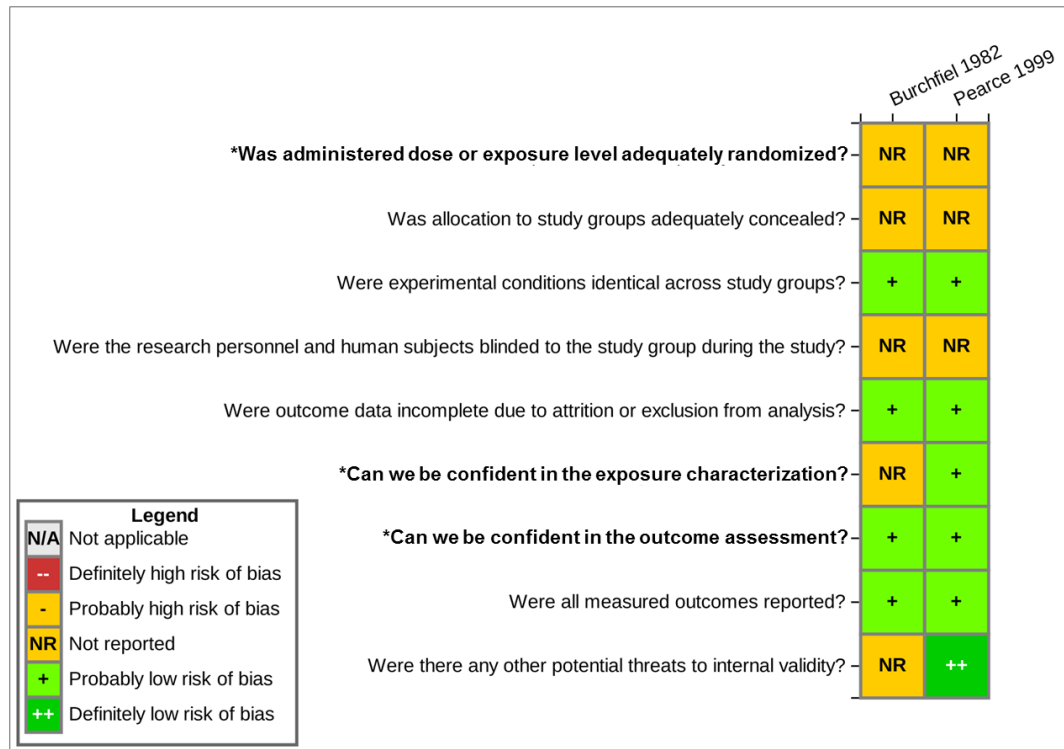 Burchfiel 1982
Pearce 1999
*Was administered dose or exposure level adequately randomized? NR NR
Was allocation to study groups adequately concealed? NR NR
Were experimental conditions identical across study groups? + +
Were the research personnel and human subjects blinded to the study group during the study? NR NR
Were outcome data incomplete due to attrition or exclusion from analysis? + +
*Can we be confident in the exposure characterization? NR +
*Can we be confident in the outcome assessment? + +
Were all measured outcomes reported? + +
Were there any other potential threats to internal validity? NR ++
Legend
N/A Not applicable
-- Definitely high risk of bias
- Probably high risk of bias
NR Not reported
+ Probably low risk of bias
++ Definitely low risk of bias